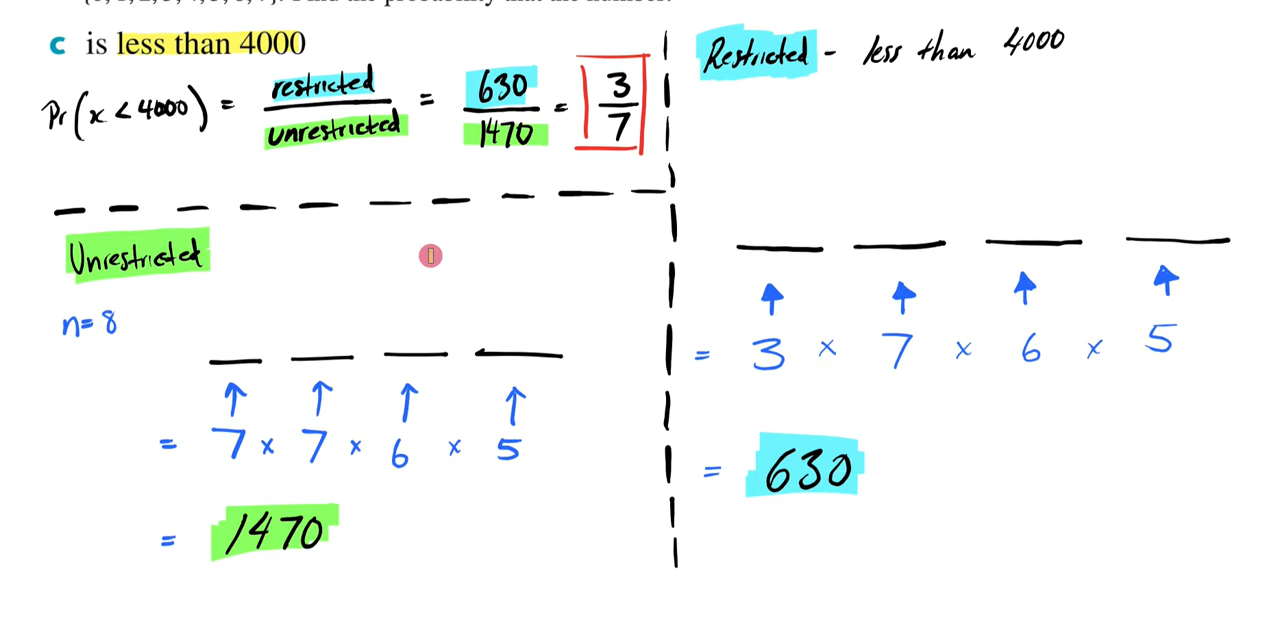 c is less than 4000
Pr(x < 4000) = restricted / unrestricted = 630 / 1470 = 3 / 7
Unrestricted
n = 8
= 7 × 7 × 6 × 5
= 1470
Restricted - less than 4000
= 3 × 7 × 6 × 5
= 630